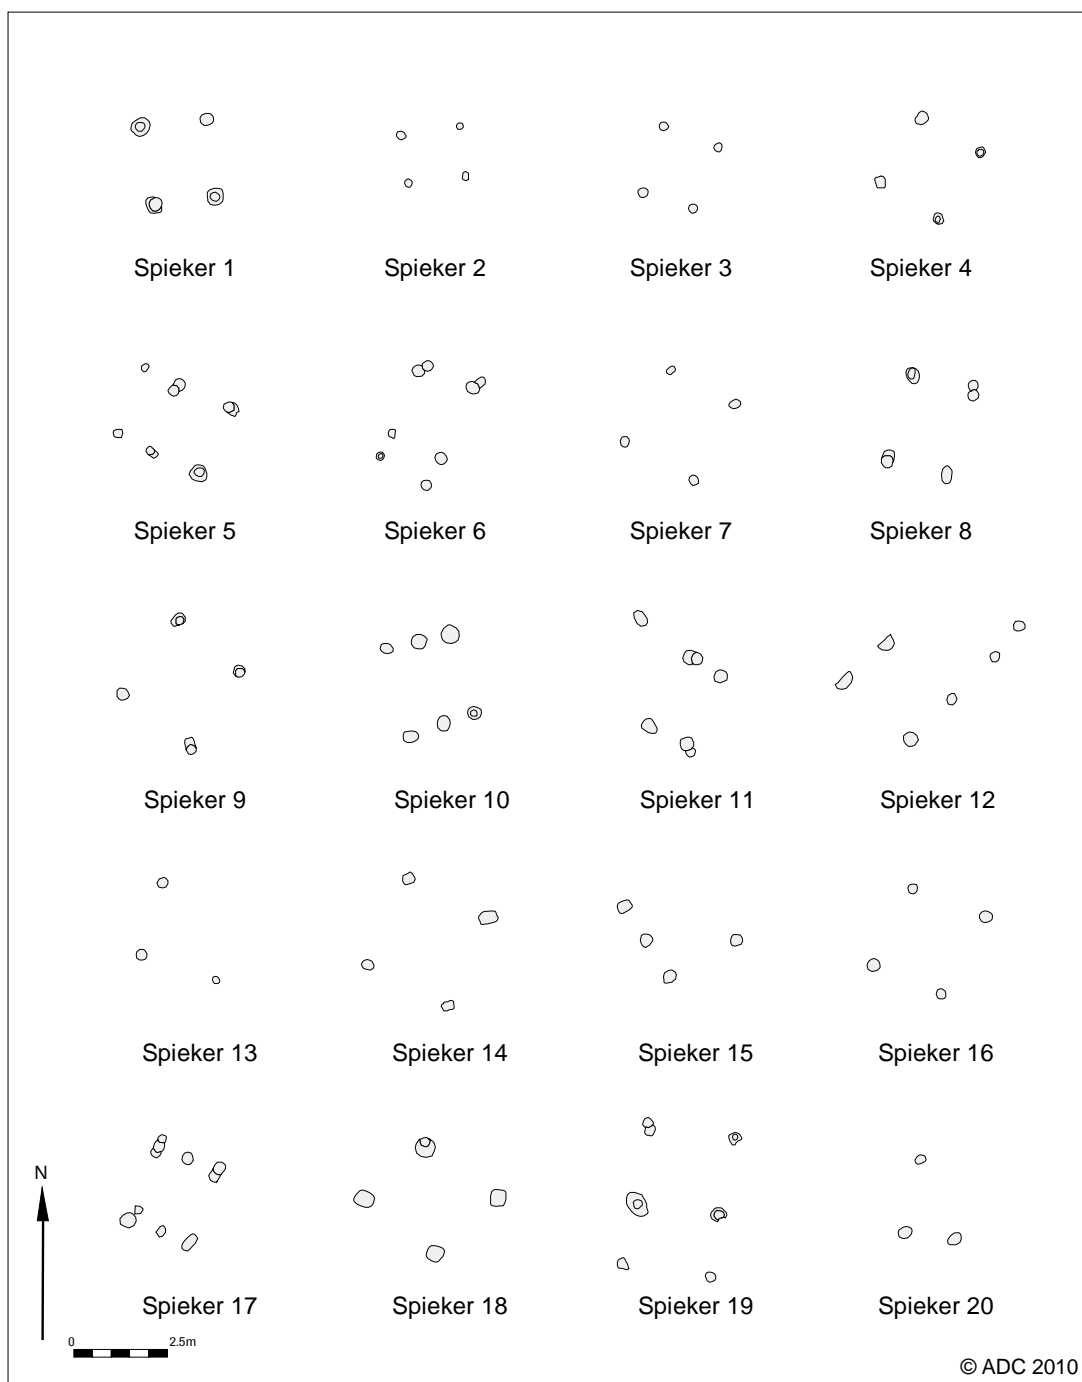 Spieker 1 Spieker 2 Spieker 3 Spieker 4
Spieker 5 Spieker 6 Spieker 7 Spieker 8
Spieker 9 Spieker 10 Spieker 11 Spieker 12
Spieker 13 Spieker 14 Spieker 15 Spieker 16
N
Spieker 17 Spieker 18 Spieker 19 Spieker 20
0 2.5m
© ADC 2010